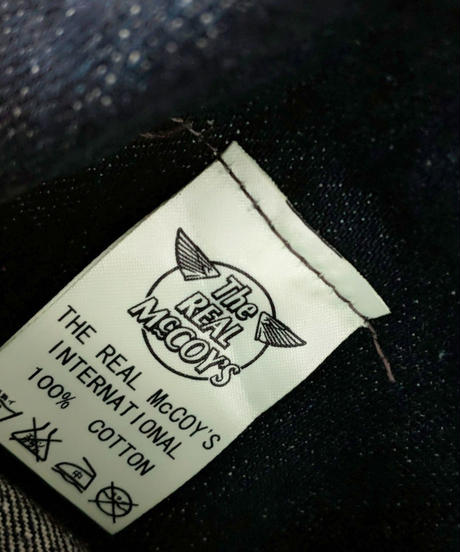 The
REAL
McCOY'S
THE REAL McCOY'S
INTERNATIONAL
100% COTTON